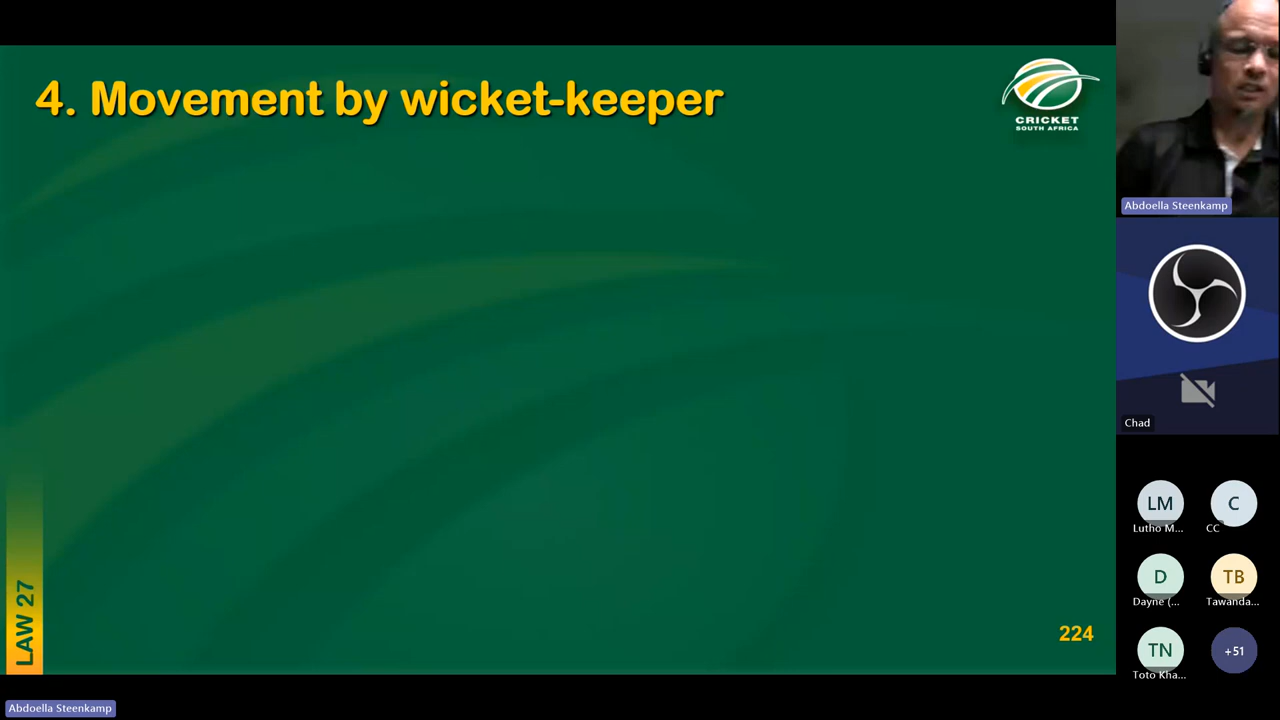 4. Movement by wicket-keeper
CRICKET
SOUTH AFRICA
Abdoella Steenkamp
Chad
LM
C
Lutho M...
CC
D
TB
Dayne (...
Tawanda...
TN
+51
Toto Kha...
LAW 27
224
Abdoella Steenkamp